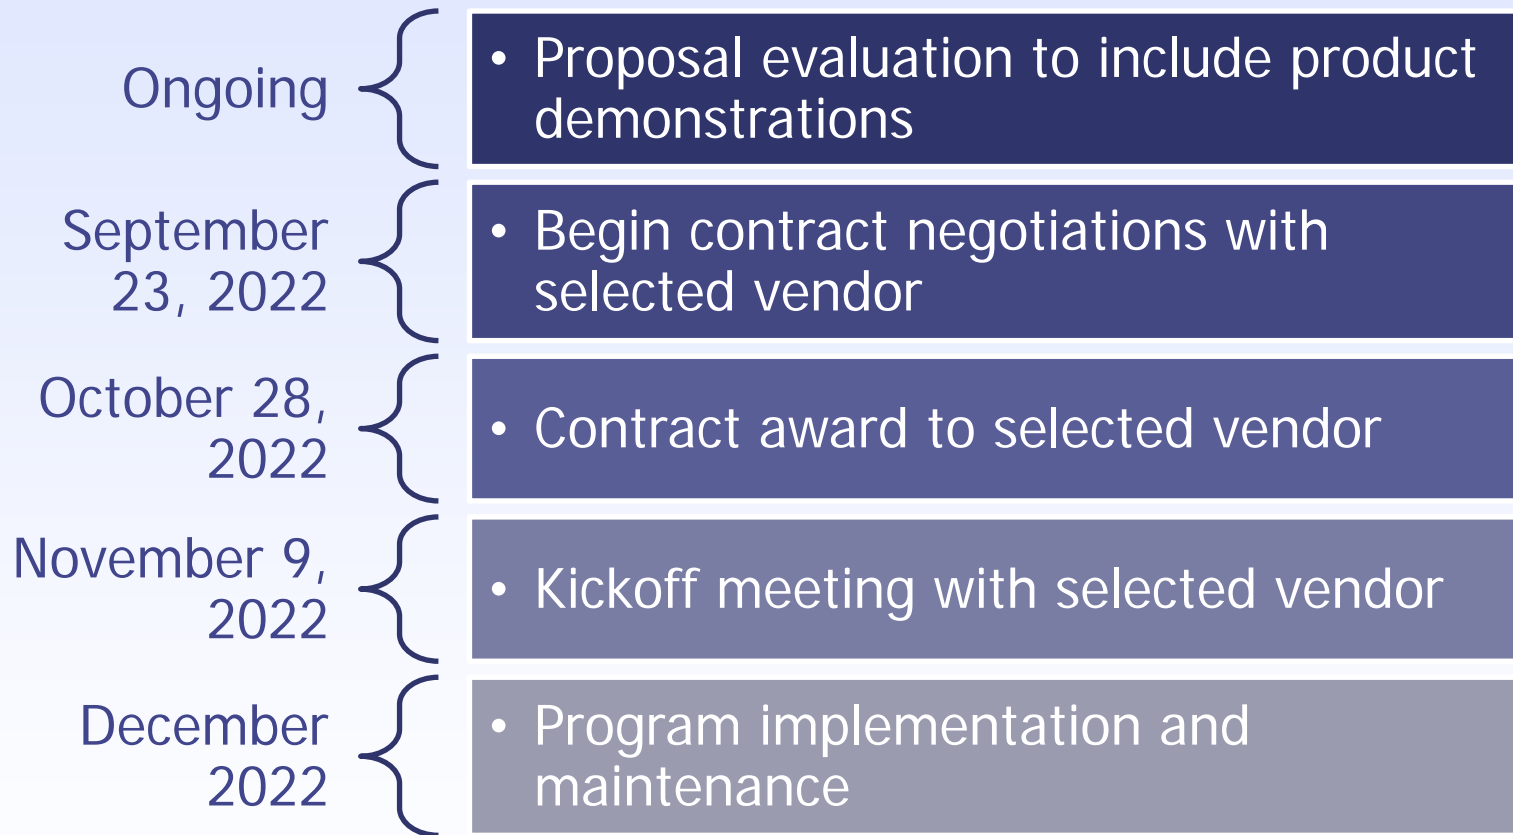 Ongoing
• Proposal evaluation to include product
demonstrations
September
23, 2022
• Begin contract negotiations with
selected vendor
October 28,
2022
• Contract award to selected vendor
November 9,
2022
• Kickoff meeting with selected vendor
December
2022
• Program implementation and
maintenance